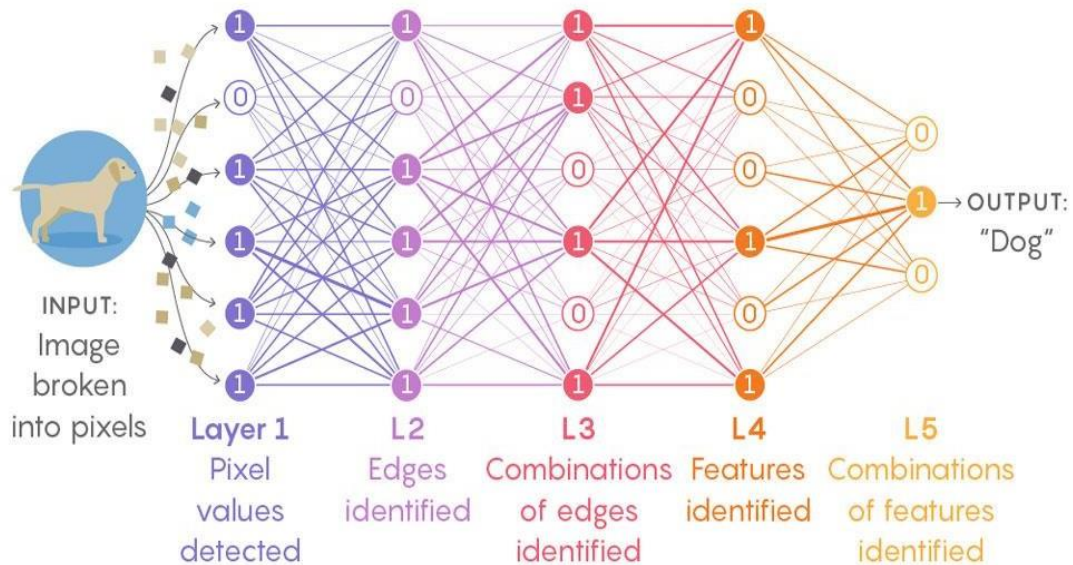 1 1 1 1
0 0 1 0
0
1 1 0 0
1 OUTPUT:
"Dog"
1 1 1 1
0
INPUT:
Image
broken
into pixels
1 1 0 0
1 1 1 1
Layer 1
Pixel
values
detected
L2
Edges
identified
L3
Combinations
of edges
identified
L4
Features
identified
L5
Combinations
of features
identified